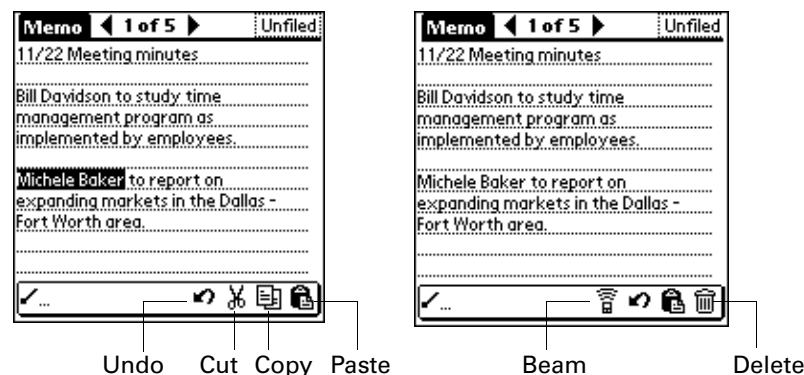 Memo 1 of 5 Unfiled
11/22 Meeting minutes
Bill Davidson to study time
management program as
implemented by employees.
Michele Baker to report on
expanding markets in the Dallas -
Fort Worth area.
...
Undo Cut Copy Paste
Memo 1 of 5 Unfiled
11/22 Meeting minutes
Bill Davidson to study time
management program as
implemented by employees.
Michele Baker to report on
expanding markets in the Dallas -
Fort Worth area.
...
Beam Delete